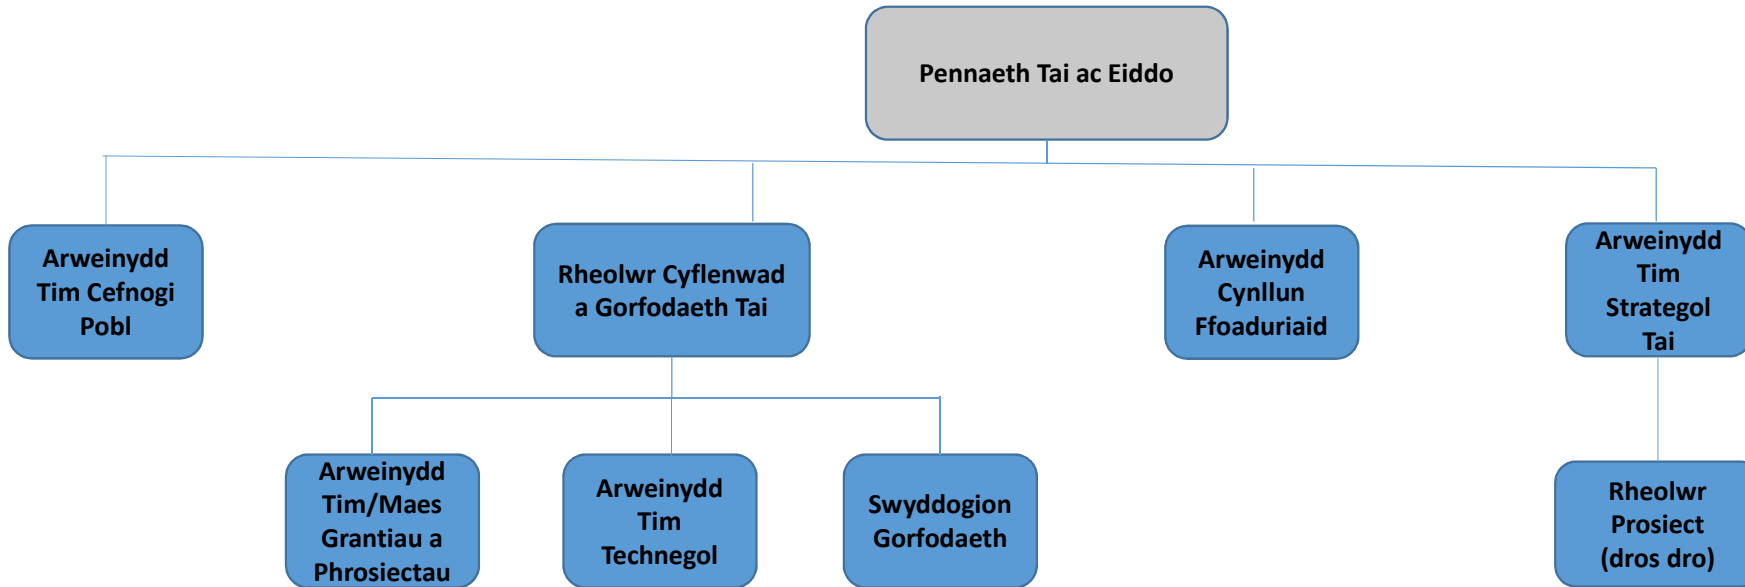 Pennaeth Tai ac Eiddo
Arweinydd
Tim Cefnogi
Pobl
Rheolwr Cyflenwad
a Gorfodaeth Tai
Arweinydd
Cynllun
Ffoaduriaid
Arweinydd
Tim
Strategol
Tai
Arweinydd
Tim/Maes
Grantiau a
Phrosiectau
Arweinydd
Tim
Technegol
Swyddogion
Gorfodaeth
Rheolwr
Prosiect
(dros dro)